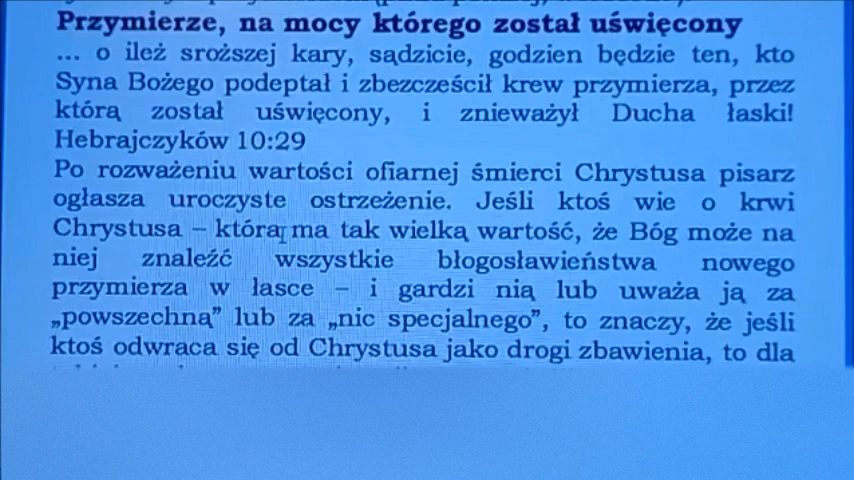 Przymierze, na mocy którego został uświęcony
... o ileż sroższej kary, sądzicie, godzien będzie ten, kto
Syna Bożego podeptał i zbezcześcił krew przymierza, przez
którą został uświęcony, i znieważył Ducha łaski!
Hebrajczyków 10:29
Po rozważeniu wartości ofiarnej śmierci Chrystusa pisarz
ogłasza uroczyste ostrzeżenie. Jeśli ktoś wie o krwi
Chrystusa – którą ma tak wielką wartość, że Bóg może na
niej znaleźć wszystkie błogosławieństwa nowego
przymierza w łasce – i gardzi nią lub uważa ją za
„powszechną” lub za „nic specjalnego”, to znaczy, że jeśli
ktoś odwraca się od Chrystusa jako drogi zbawienia, to dla